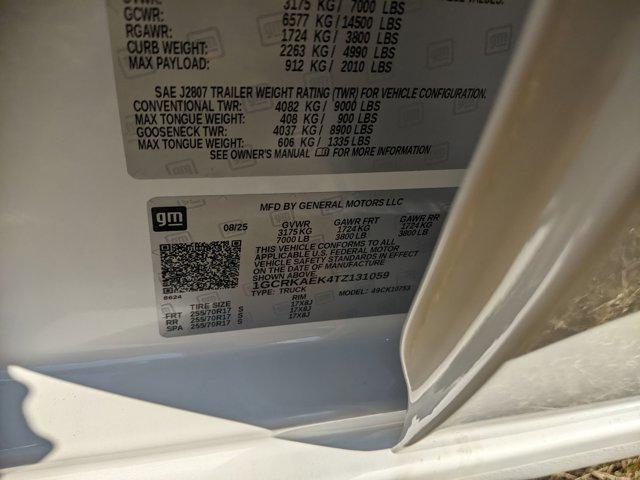 GVWR: 3175 KG / 7000 LBS
GCWR: 6577 KG / 14500 LBS
RGAWR: 1724 KG / 3800 LBS
CURB WEIGHT: 2263 KG / 4990 LBS
MAX PAYLOAD: 912 KG / 2010 LBS
SAE J2807 TRAILER WEIGHT RATING (TWR) FOR VEHICLE CONFIGURATION.
CONVENTIONAL TWR: 4082 KG / 9000 LBS
MAX TONGUE WEIGHT: 408 KG / 900 LBS
GOOSENECK TWR: 4037 KG / 8900 LBS
MAX TONGUE WEIGHT: 606 KG / 1335 LBS
SEE OWNER'S MANUAL FOR MORE INFORMATION
gm
MFD BY GENERAL MOTORS LLC
08/25 GVWR GAWR FRT GAWR RR
3175 KG 1724 KG 1724 KG
7000 LB 3800 LB 3800 LB
THIS VEHICLE CONFORMS TO ALL
APPLICABLE U.S. FEDERAL MOTOR
VEHICLE SAFETY STANDARDS IN EFFECT
ON THE DATE OF MANUFACTURE
SHOWN ABOVE.
1GCRKAEK4TZ131059
8624 TYPE: TRUCK MODEL: 49CK10753
TIRE SIZE RIM
FRT 255/70R17 S 17X8J
RR 255/70R17 S 17X8J
SPA 255/70R17 S 17X8J